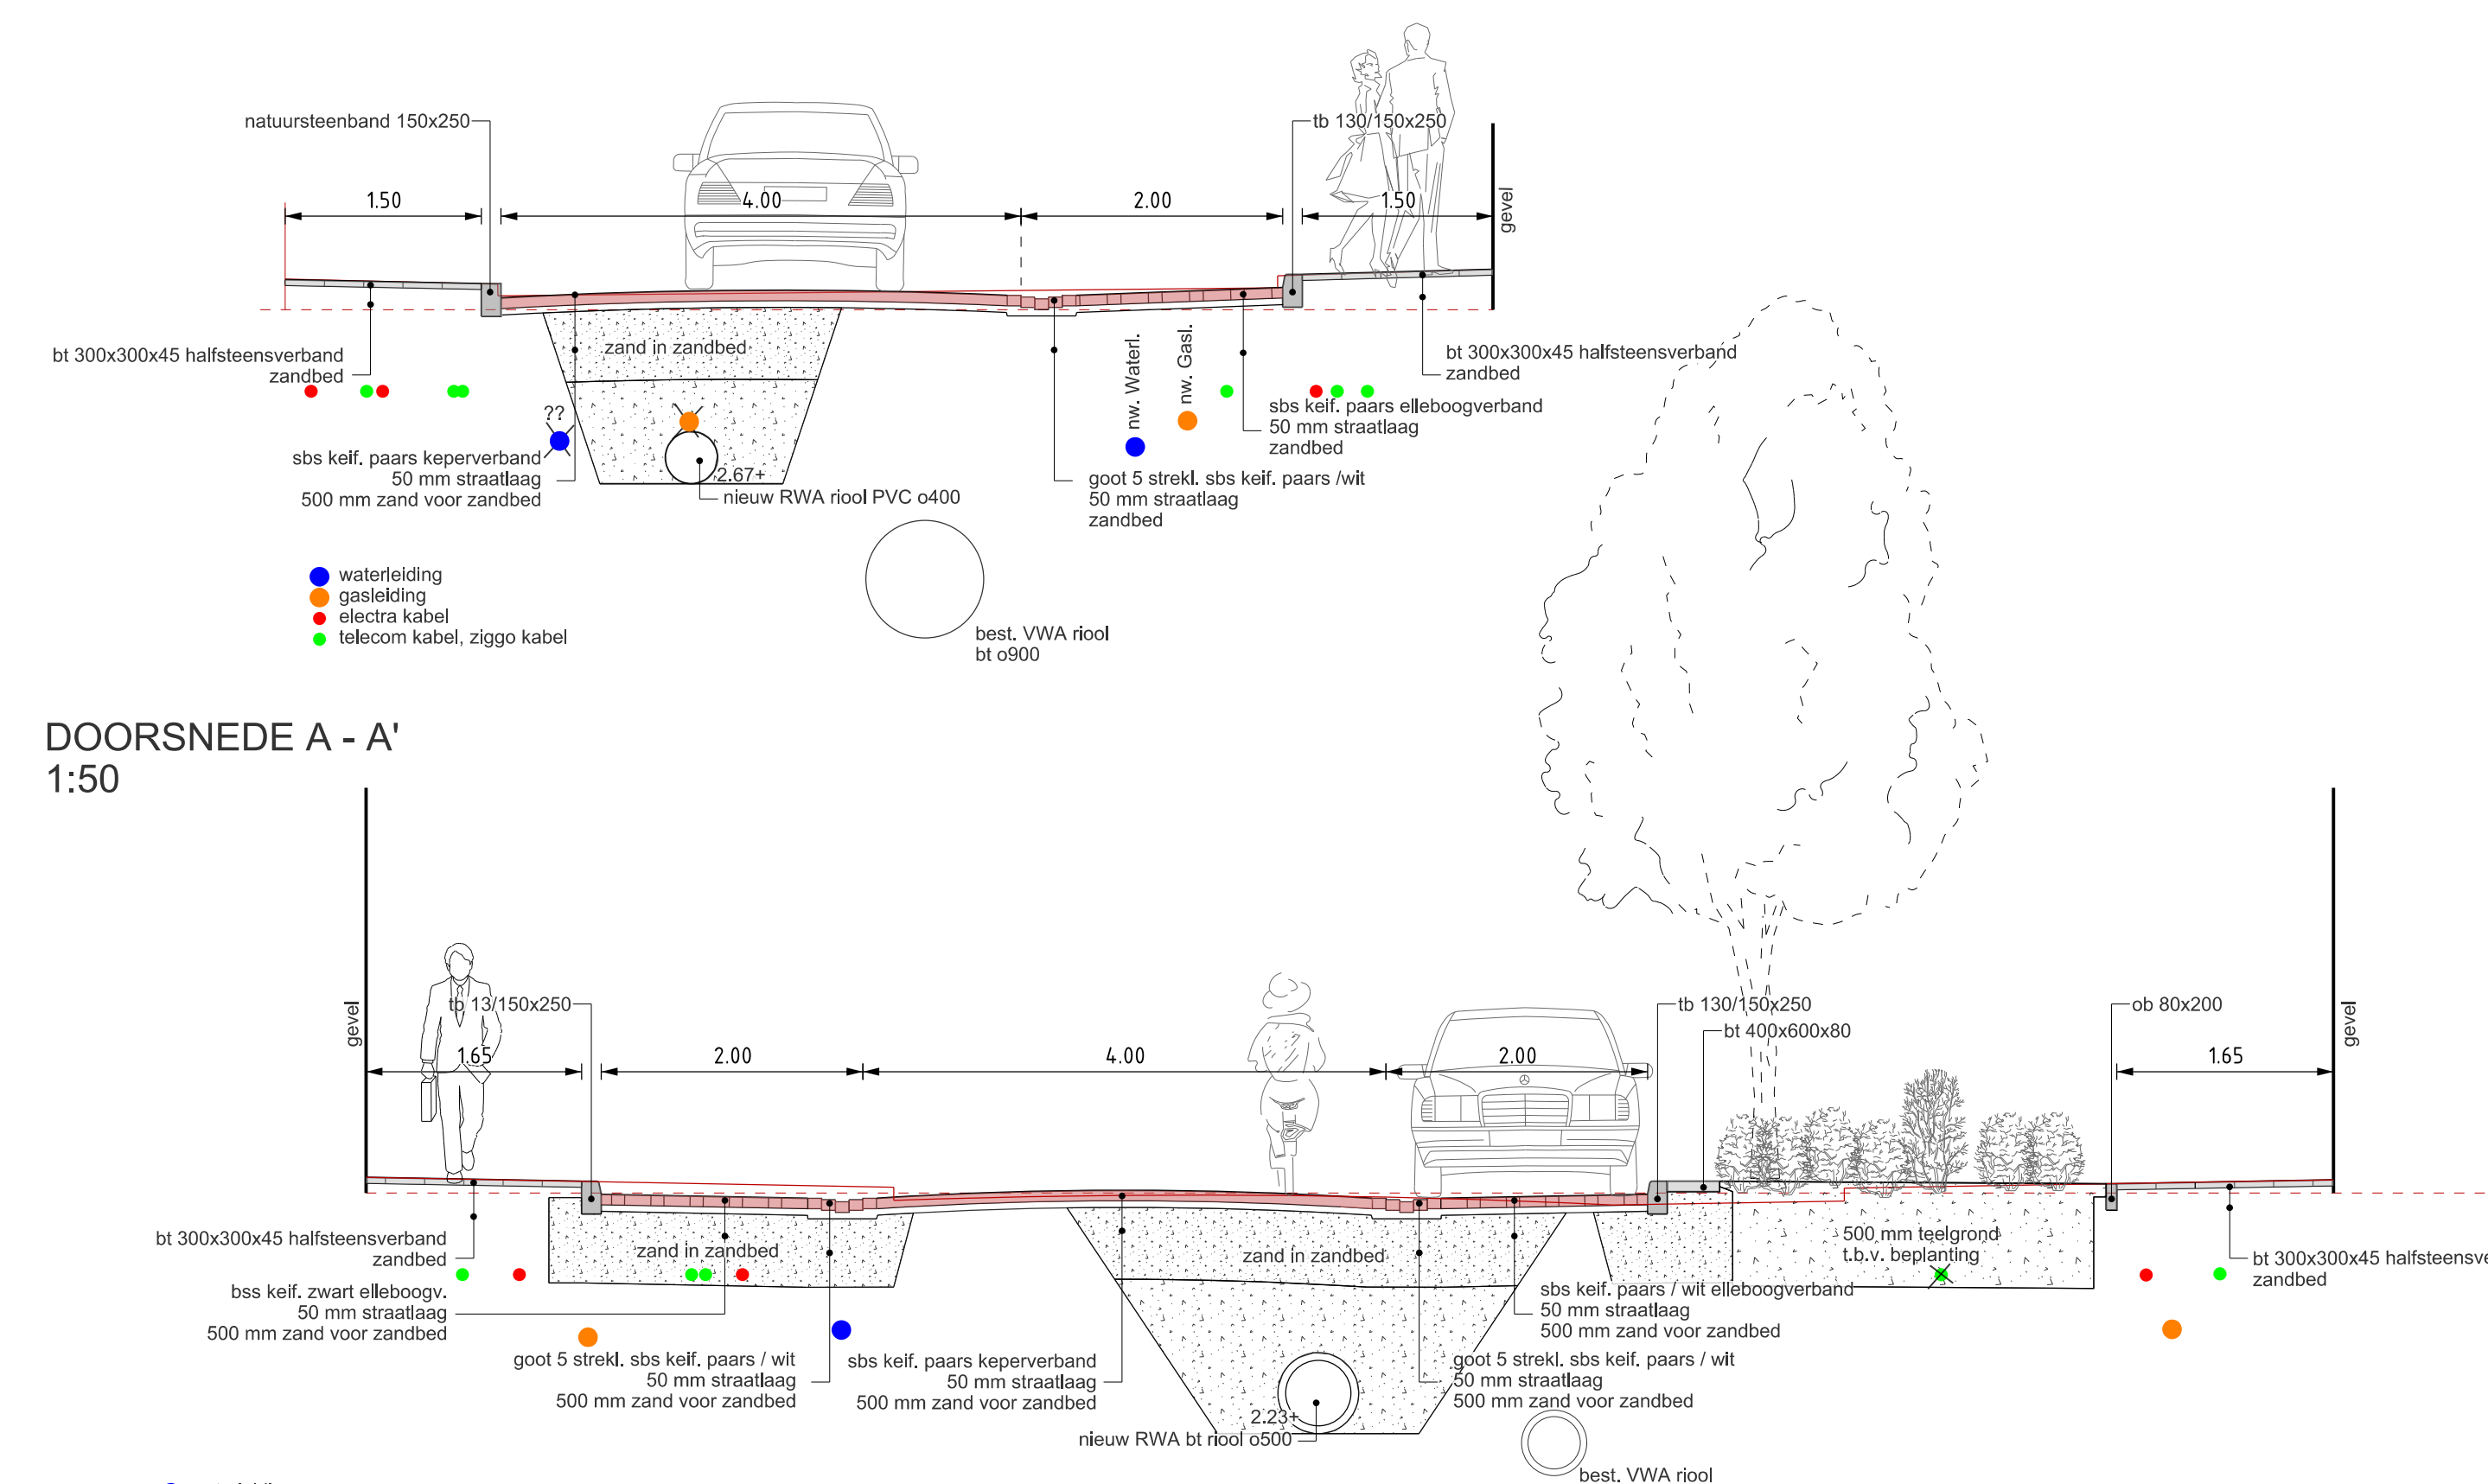 natuursteenband 150x250
tb 130/150x250
1.50
4.00
2.00
1.50
gevel
bt 300x300x45 halfsteensverband
zandbed
zand in zandbed
nw. Waterl.
nw. Gasl.
bt 300x300x45 halfsteensverband
zandbed
??
sbs keif. paars keperverband
50 mm straatlaag
500 mm zand voor zandbed
2.67+
nieuw RWA riool PVC o400
sbs keif. paars elleboogverband
50 mm straatlaag
zandbed
goot 5 strekl. sbs keif. paars /wit
50 mm straatlaag
zandbed
waterleiding
gasleiding
electra kabel
telecom kabel, ziggo kabel
best. VWA riool
bt o900
DOORSNEDE A - A'
1:50
gevel
tb 13/150x250
tb 130/150x250
bt 400x600x80
ob 80x200
gevel
1.65
2.00
4.00
2.00
1.65
bt 300x300x45 halfsteensverband
zandbed
bss keif. zwart elleboogv.
50 mm straatlaag
500 mm zand voor zandbed
zand in zandbed
goot 5 strekl. sbs keif. paars / wit
50 mm straatlaag
500 mm zand voor zandbed
sbs keif. paars keperverband
50 mm straatlaag
500 mm zand voor zandbed
zand in zandbed
2.23+
nieuw RWA bt riool o500
sbs keif. paars / wit elleboogverband
50 mm straatlaag
500 mm zand voor zandbed
goot 5 strekl. sbs keif. paars / wit
50 mm straatlaag
500 mm zand voor zandbed
500 mm teelgrond
t.b.v. beplanting
bt 300x300x45 halfsteensve
zandbed
best. VWA riool